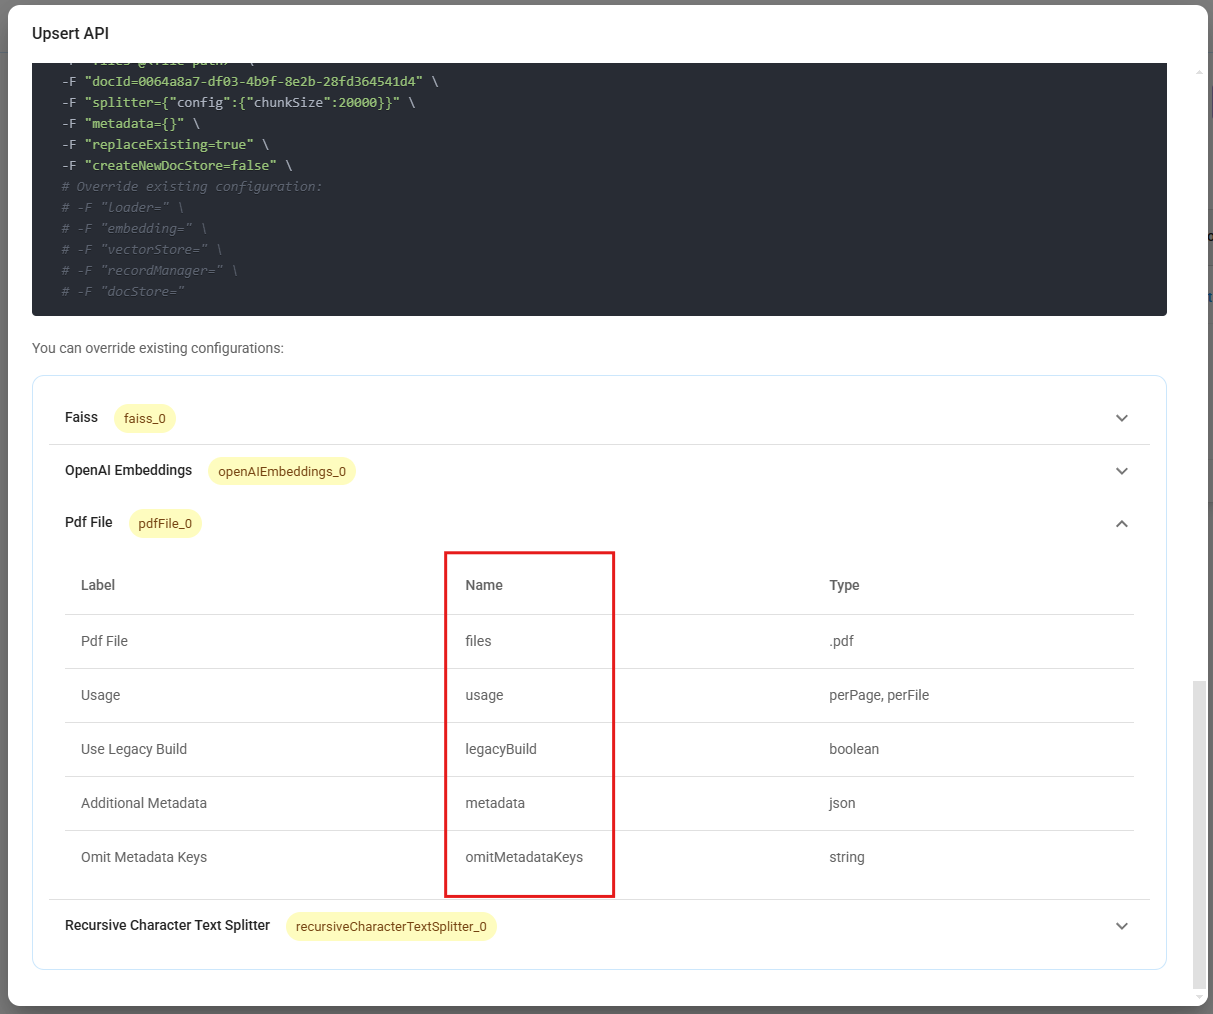 Upsert API
-F "docId=0064a8a7-df03-4b9f-8e2b-28fd364541d4" \
-F "splitter={"config":{"chunkSize":20000}}" \
-F "metadata={}" \
-F "replaceExisting=true" \
-F "createNewDocStore=false" \
# Override existing configuration:
# -F "loader=" \
# -F "embedding=" \
# -F "vectorStore=" \
# -F "recordManager=" \
# -F "docStore="
You can override existing configurations:
Faiss faiss_0
OpenAI Embeddings openAIEmbeddings_0
Pdf File pdfFile_0
Label Name Type
Pdf File files .pdf
Usage usage perPage, perFile
Use Legacy Build legacyBuild boolean
Additional Metadata metadata json
Omit Metadata Keys omitMetadataKeys string
Recursive Character Text Splitter recursiveCharacterTextSplitter_0